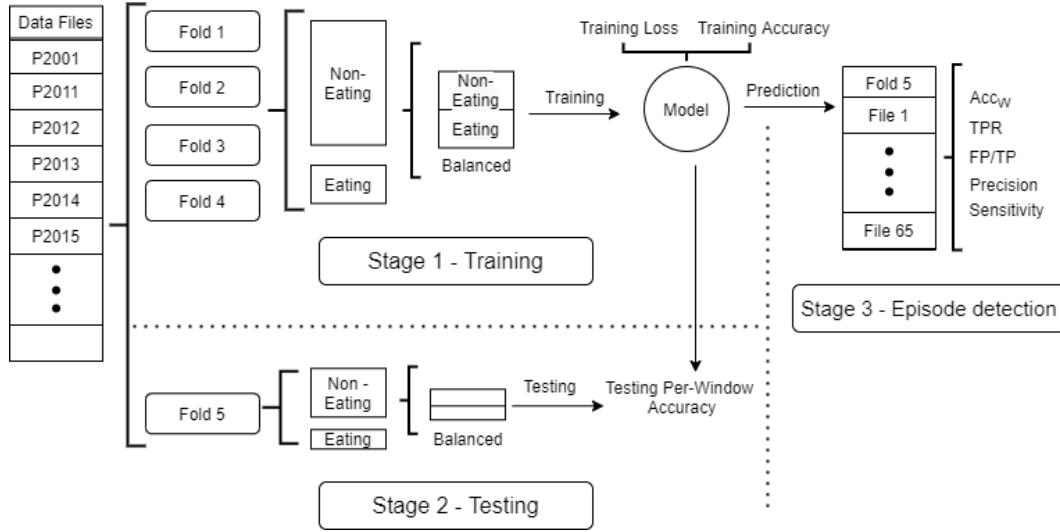 Data Files
P2001
P2011
P2012
P2013
P2014
P2015
Fold 1
Fold 2
Fold 3
Fold 4
Non-
Eating
Eating
Non-
Eating
Eating
Balanced
Training
Training Loss
Training Accuracy
Model
Prediction
Fold 5
File 1
File 65
AccW
TPR
FP/TP
Precision
Sensitivity
Stage 1 - Training
Stage 3 - Episode detection
Fold 5
Non -
Eating
Eating
Balanced
Testing
Testing Per-Window
Accuracy
Stage 2 - Testing